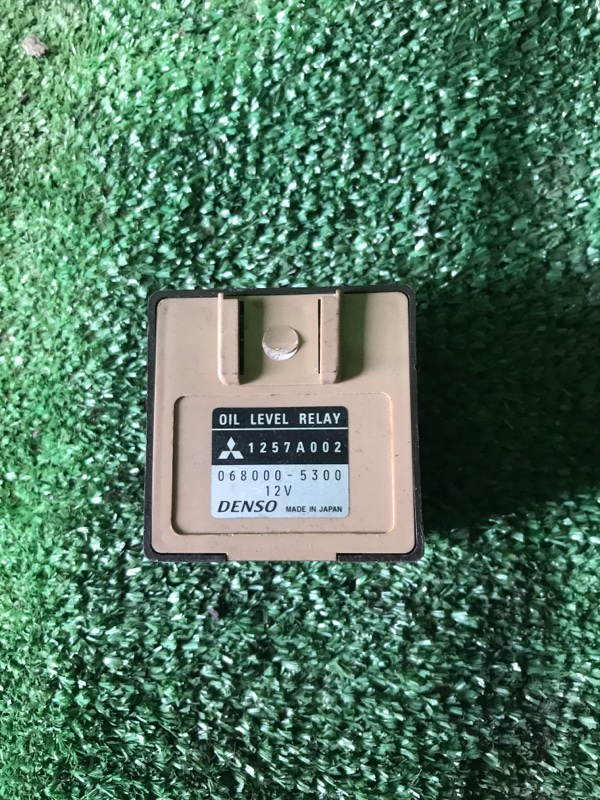 OIL LEVEL RELAY
1257A002
068000-5300
12V
DENSO MADE IN JAPAN